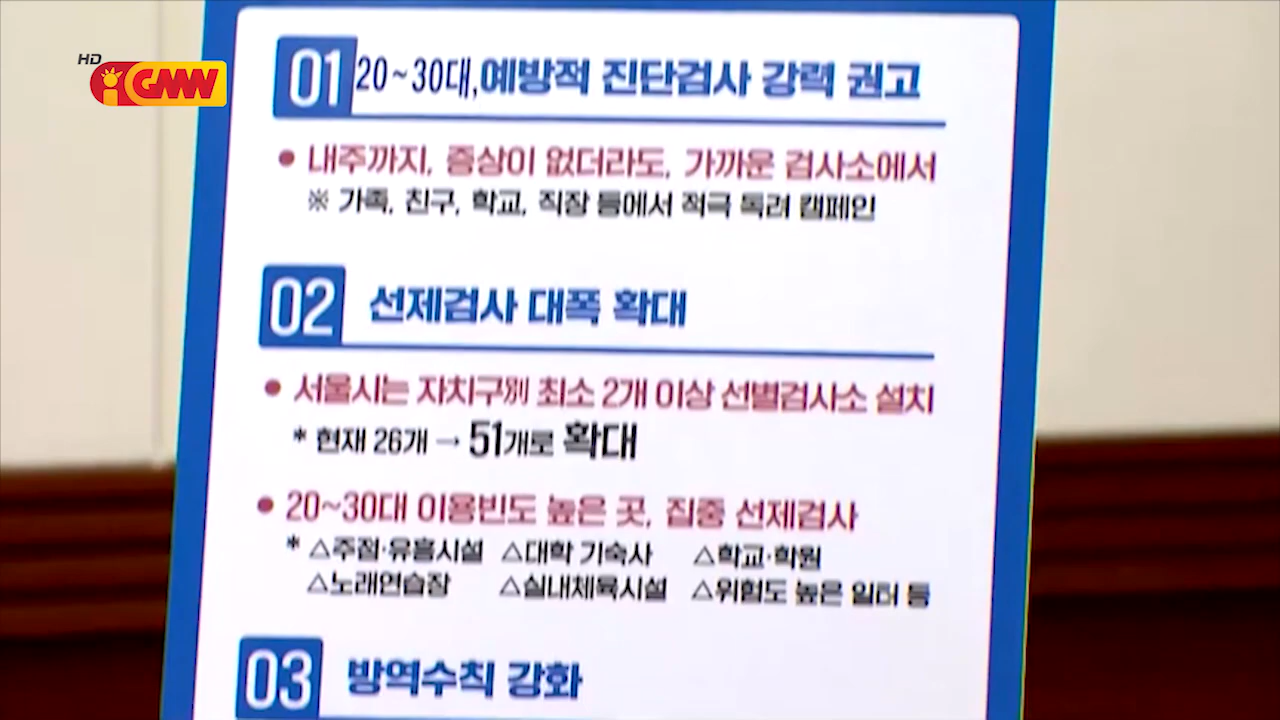 HD
iGMW
01 20~30대, 예방적 진단검사 강력 권고
● 내주까지, 증상이 없더라도, 가까운 검사소에서
※ 가족, 친구, 학교, 직장 등에서 적극 독려 캠페인
02 선제검사 대폭 확대
● 서울시는 자치구別 최소 2개 이상 선별검사소 설치
* 현재 26개 → 51개로 확대
● 20~30대 이용빈도 높은 곳, 집중 선제검사
* △주점·유흥시설 △대학 기숙사 △학교·학원
△노래연습장 △실내체육시설 △위험도 높은 일터 등
03 방역수칙 강화